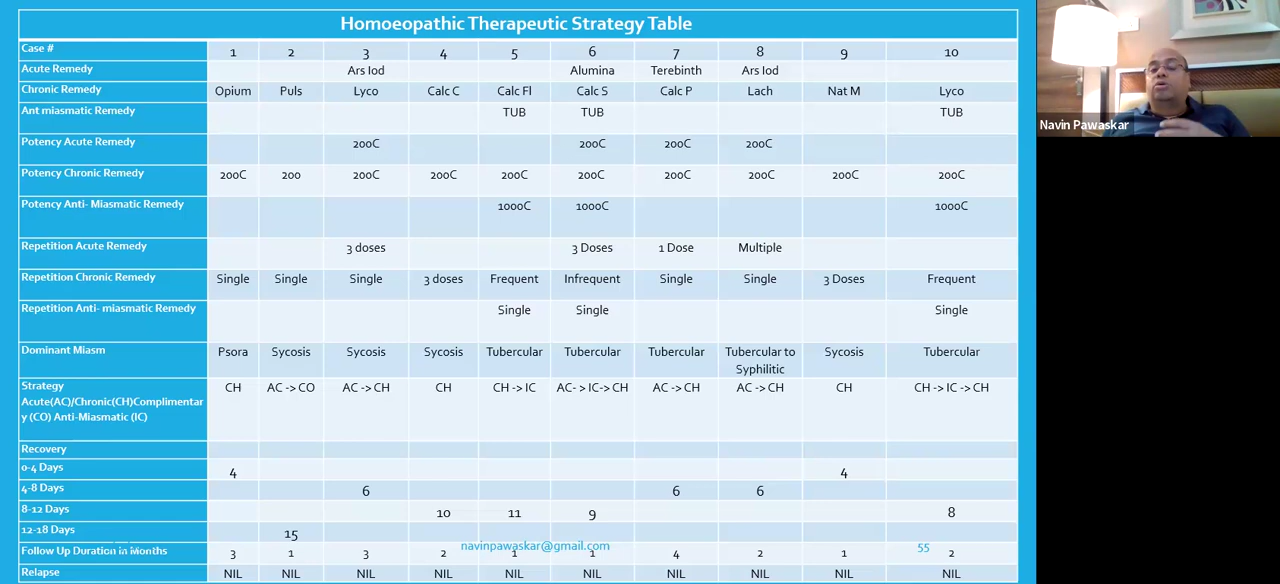 Homoeopathic Therapeutic Strategy Table
Case # 1 2 3 4 5 6 7 8 9 10
Acute Remedy Ars Iod Alumina Terebinth Ars Iod
Chronic Remedy Opium Puls Lyco Calc C Calc Fl Calc S Calc P Lach Nat M Lyco
Ant miasmatic Remedy TUB TUB TUB
Potency Acute Remedy 200C 200C 200C 200C
Potency Chronic Remedy 200C 200 200C 200C 200C 200C 200C 200C 200C 200C
Potency Anti- Miasmatic Remedy 1000C 1000C 1000C
Repetition Acute Remedy 3 doses 3 Doses 1 Dose Multiple
Repetition Chronic Remedy Single Single Single 3 doses Frequent Infrequent Single Single 3 Doses Frequent
Repetition Anti- miasmatic Remedy Single Single Single
Dominant Miasm Psora Sycosis Sycosis Sycosis Tubercular Tubercular Tubercular Tubercular to Sycosis Tubercular
Syphilitic
Strategy CH AC -> CO AC -> CH CH CH -> IC AC- > IC-> CH AC -> CH AC -> CH CH CH -> IC -> CH
Acute(AC)/Chronic(CH)Complimentar
y (CO) Anti-Miasmatic (IC)
Recovery
0-4 Days 4 4
4-8 Days 6 6 6
8-12 Days 10 11 9 8
12-18 Days 15
navinpawaskar@gmail.com 55
Follow Up Duration in Months 3 1 3 2 1 1 4 2 1 2
Relapse NIL NIL NIL NIL NIL NIL NIL NIL NIL NIL
Navin Pawaskar